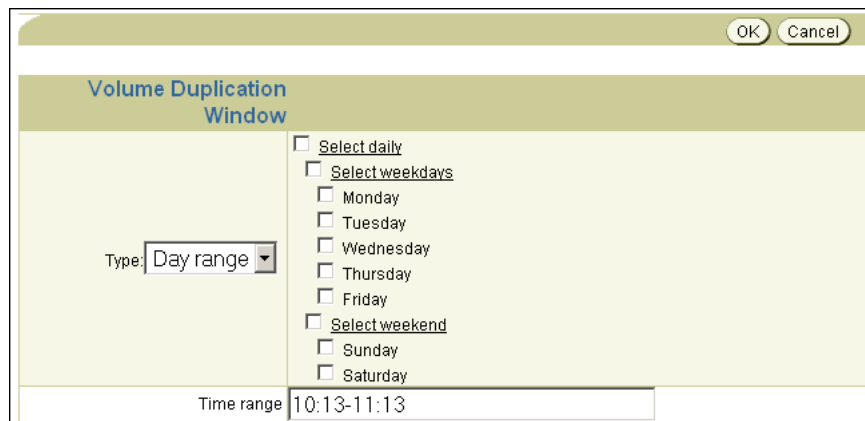 OK Cancel
Volume Duplication
Window
Select daily
Select weekdays
Monday
Tuesday
Wednesday
Type: Day range
Thursday
Friday
Select weekend
Sunday
Saturday
Time range 10:13-11:13